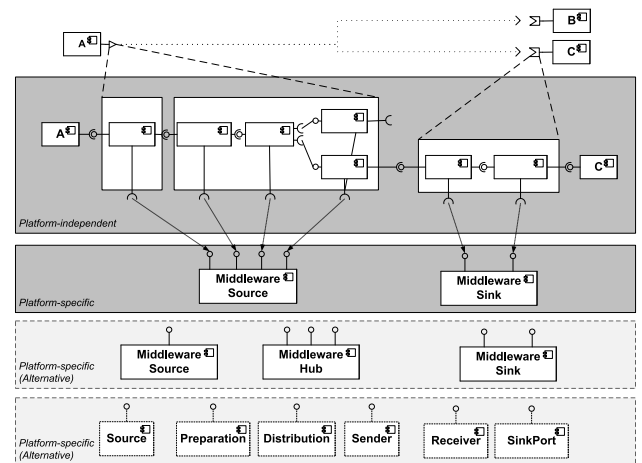 B
A
C
A
C
Platform-independent
Middleware
Source
Middleware
Sink
Platform-specific
Middleware
Source
Middleware
Hub
Middleware
Sink
Platform-specific
(Alternative)
Source
Preparation
Distribution
Sender
Receiver
SinkPort
Platform-specific
(Alternative)